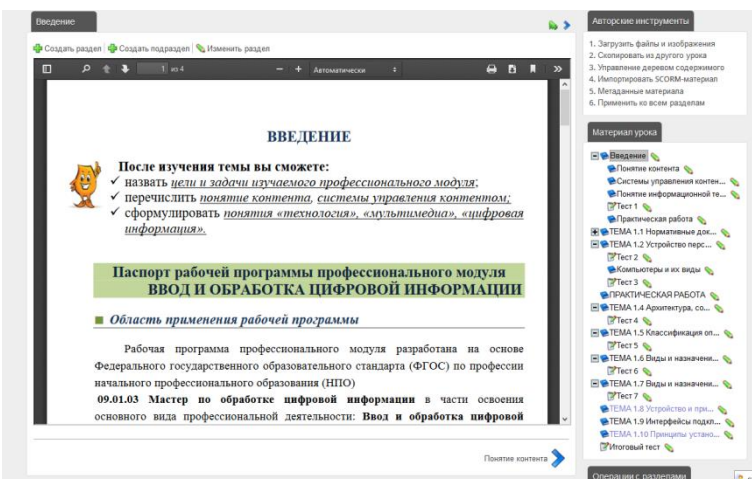 Введение
Создать раздел Создать подраздел Изменить раздел
1 из 4 Автоматически
ВВЕДЕНИЕ
После изучения темы вы сможете:
✓ назвать цели и задачи изучаемого профессионального модуля;
✓ перечислить понятие контента, системы управления контентом;
✓ сформулировать понятия «технология», «мультимедиа», «цифровая
информация».
Паспорт рабочей программы профессионального модуля
ВВОД И ОБРАБОТКА ЦИФРОВОЙ ИНФОРМАЦИИ
Область применения рабочей программы
Рабочая программа профессионального модуля разработана на основе
Федерального государственного образовательного стандарта (ФГОС) по профессии
начального профессионального образования (НПО)
09.01.03 Мастер по обработке цифровой информации в части освоения
основного вида профессиональной деятельности: Ввод и обработка цифровой
Понятие контента
Авторские инструменты
1. Загрузить файлы и изображения
2. Скопировать из другого урока
3. Управление деревом содержимого
4. Импортировать SCORM-материал
5. Метаданные материала
6. Применить ко всем разделам
Материал урока
Введение
Понятие контента
Системы управления контен...
Понятие информационной те...
Тест 1
Практическая работа
ТЕМА 1.1 Нормативные док...
ТЕМА 1.2 Устройство перс...
Тест 2
Компьютеры и их виды
Тест 3
ПРАКТИЧЕСКАЯ РАБОТА
ТЕМА 1.4 Архитектура, со...
Тест 4
ТЕМА 1.5 Классификация оп...
Тест 5
ТЕМА 1.6 Виды и назначени...
Тест 6
ТЕМА 1.7 Виды и назначени...
Тест 7
ТЕМА 1.8 Устройство и при...
ТЕМА 1.9 Интерфейсы подкл...
ТЕМА 1.10 Принципы устано...
Итоговый тест
Операции с разделами